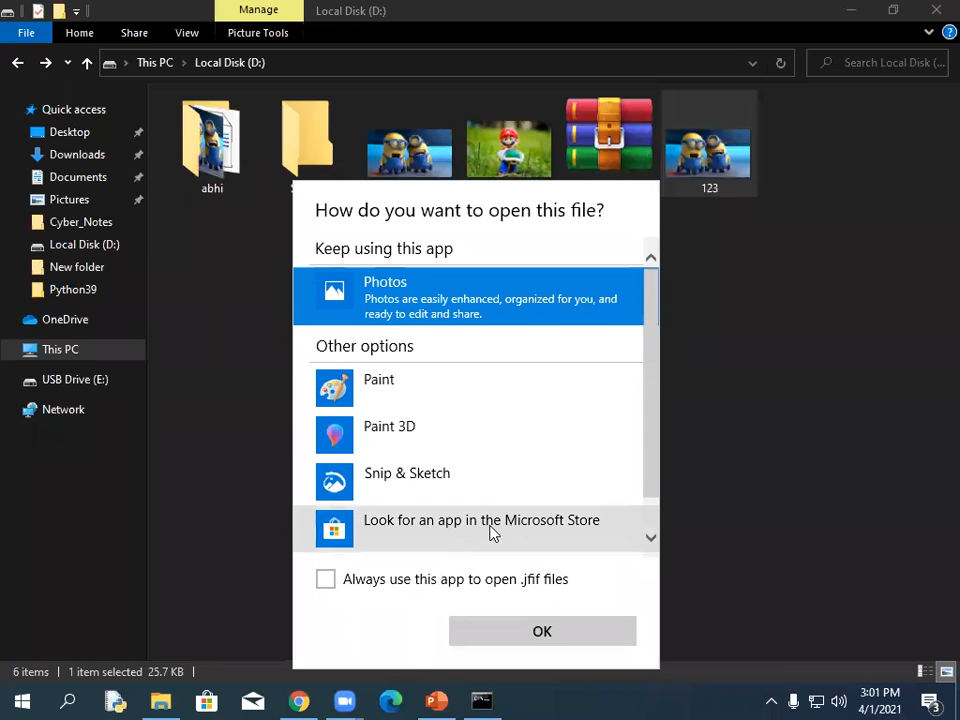 Manage
Local Disk (D:)
File
Home
Share
View
Picture Tools
This PC
Local Disk (D:)
Search Local Disk (...
Quick access
Desktop
Downloads
Documents
Pictures
Cyber_Notes
Local Disk (D:)
New folder
Python39
OneDrive
This PC
USB Drive (E:)
Network
abhi
123
How do you want to open this file?
Keep using this app
Photos
Photos are easily enhanced, organized for you, and
ready to edit and share.
Other options
Paint
Paint 3D
Snip & Sketch
Look for an app in the Microsoft Store
Always use this app to open .jfif files
OK
6 items
1 item selected 25.7 KB
3:01 PM
4/1/2021
3